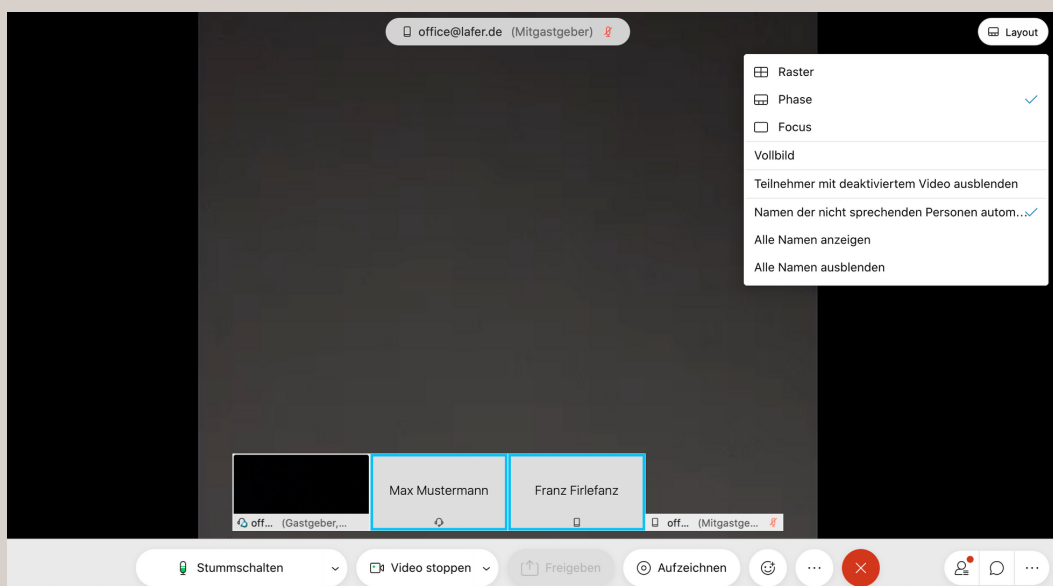 office@lafer.de (Mitgastgeber)
Layout
Raster
Phase
Focus
Vollbild
Teilnehmer mit deaktiviertem Video ausblenden
Namen der nicht sprechenden Personen autom...
Alle Namen anzeigen
Alle Namen ausblenden
Max Mustermann
Franz Firlefanz
off... (Gastgeber,...
off... (Mitgastge...
Stummschalten
Video stoppen
Freigeben
Aufzeichnen